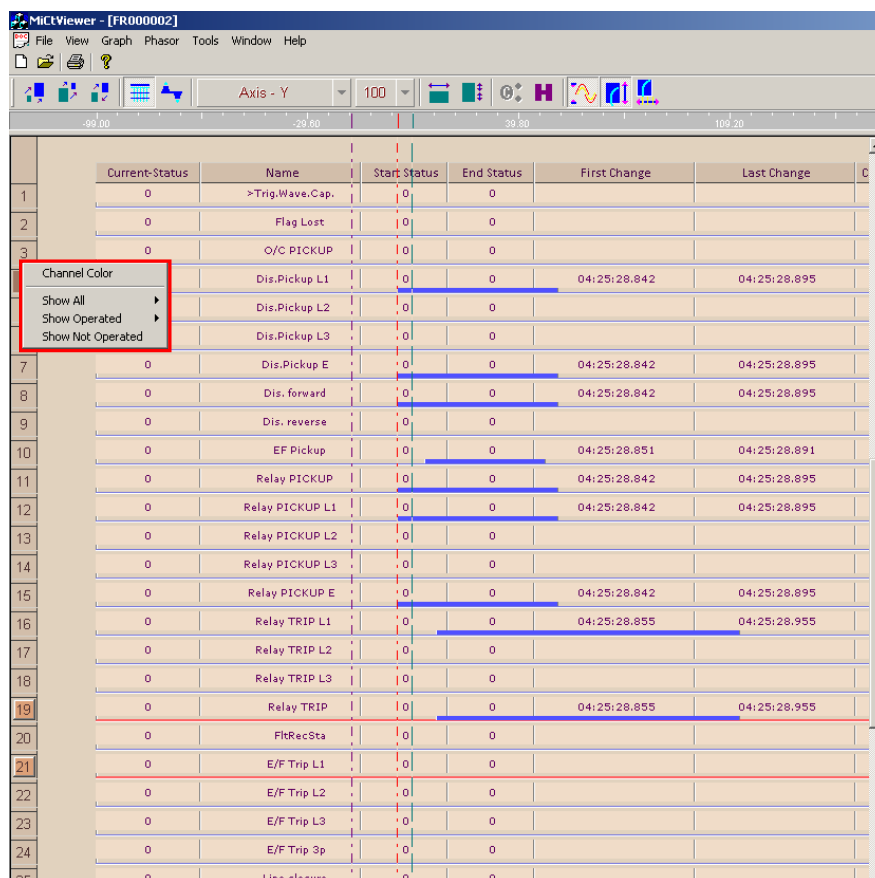 MiCtViewer - [FR000002]
File View Graph Phasor Tools Window Help
Axis - Y 100
-99.00 -29.60 39.80 109.20
Current-Status Name Start Status End Status First Change Last Change C
1 0 >Trig.Wave.Cap. 0 0
2 0 Flag Lost 0 0
3 0 O/C PICKUP 0 0
Channel Color
Show All
Show Operated
Show Not Operated
Dis.Pickup L1 0 0 04:25:28.842 04:25:28.895
Dis.Pickup L2 0 0
Dis.Pickup L3 0 0
7 0 Dis.Pickup E 0 0 04:25:28.842 04:25:28.895
8 0 Dis. forward 0 0 04:25:28.842 04:25:28.895
9 0 Dis. reverse 0 0
10 0 EF Pickup 0 0 04:25:28.851 04:25:28.891
11 0 Relay PICKUP 0 0 04:25:28.842 04:25:28.895
12 0 Relay PICKUP L1 0 0 04:25:28.842 04:25:28.895
13 0 Relay PICKUP L2 0 0
14 0 Relay PICKUP L3 0 0
15 0 Relay PICKUP E 0 0 04:25:28.842 04:25:28.895
16 0 Relay TRIP L1 0 0 04:25:28.855 04:25:28.955
17 0 Relay TRIP L2 0 0
18 0 Relay TRIP L3 0 0
19 0 Relay TRIP 0 0 04:25:28.855 04:25:28.955
20 0 FltRecSta 0 0
21 0 E/F Trip L1 0 0
22 0 E/F Trip L2 0 0
23 0 E/F Trip L3 0 0
24 0 E/F Trip 3p 0 0